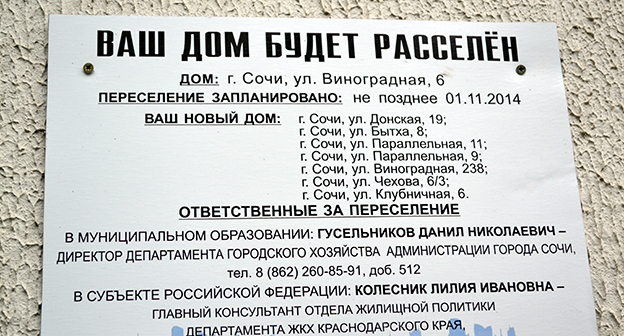 ВАШ ДОМ БУДЕТ РАССЕЛЁН
ДОМ: г. Сочи, ул. Виноградная, 6
ПЕРЕСЕЛЕНИЕ ЗАПЛАНИРОВАНО: не позднее 01.11.2014
ВАШ НОВЫЙ ДОМ: г. Сочи, ул. Донская, 19;
г. Сочи, ул. Бытха, 8;
г. Сочи, ул. Параллельная, 11;
г. Сочи, ул. Параллельная, 9;
г. Сочи, ул. Виноградная, 238;
г. Сочи, ул. Чехова, 6/3;
г. Сочи, ул. Клубничная, 6.
ОТВЕТСТВЕННЫЕ ЗА ПЕРЕСЕЛЕНИЕ
В МУНИЦИПАЛЬНОМ ОБРАЗОВАНИИ: ГУСЕЛЬНИКОВ ДАНИЛ НИКОЛАЕВИЧ –
ДИРЕКТОР ДЕПАРТАМЕНТА ГОРОДСКОГО ХОЗЯЙСТВА АДМИНИСТРАЦИИ ГОРОДА СОЧИ,
тел. 8 (862) 260-85-91, доб. 512
В СУБЪЕКТЕ РОССИЙСКОЙ ФЕДЕРАЦИИ: КОЛЕСНИК ЛИЛИЯ ИВАНОВНА –
ГЛАВНЫЙ КОНСУЛЬТАНТ ОТДЕЛА ЖИЛИЩНОЙ ПОЛИТИКИ
ДЕПАРТАМЕНТА ЖКХ КРАСНОДАРСКОГО КРАЯ,